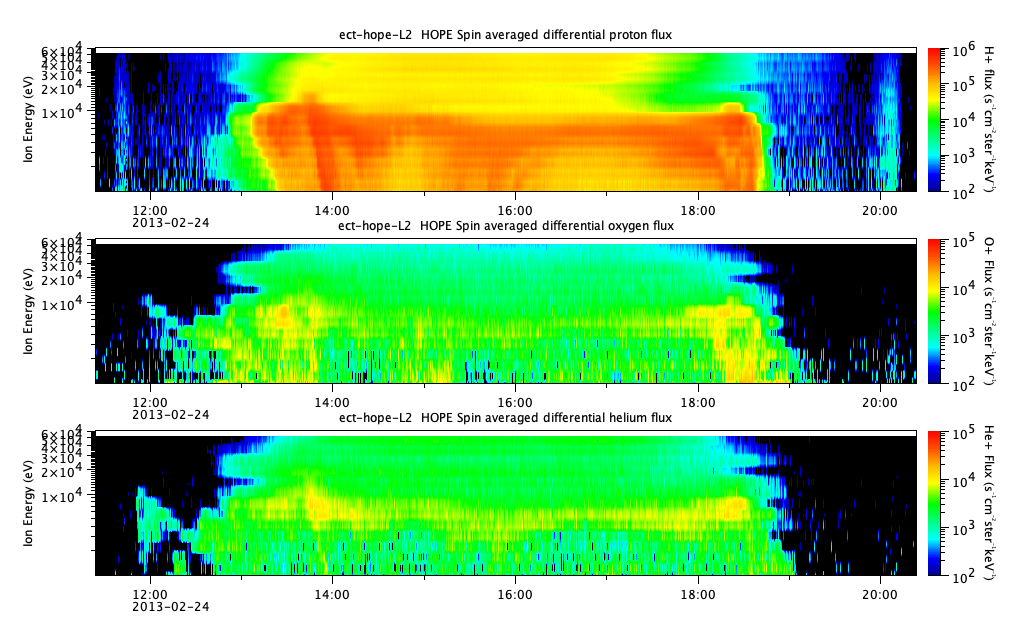 ect-hope-L2 HOPE Spin averaged differential proton flux
Ion Energy (eV)
6×10⁴
4×10⁴
3×10⁴
2×10⁴
1×10⁴
12:00 14:00 16:00 18:00 20:00
2013-02-24
10⁶
10⁵
10⁴
10³
10²
H+ flux (s⁻¹cm⁻²ster⁻¹keV⁻¹)
ect-hope-L2 HOPE Spin averaged differential oxygen flux
Ion Energy (eV)
6×10⁴
4×10⁴
3×10⁴
2×10⁴
1×10⁴
12:00 14:00 16:00 18:00 20:00
2013-02-24
10⁵
10⁴
10³
10²
O+ Flux (s⁻¹cm⁻²ster⁻¹keV⁻¹)
ect-hope-L2 HOPE Spin averaged differential helium flux
Ion Energy (eV)
6×10⁴
4×10⁴
3×10⁴
2×10⁴
1×10⁴
12:00 14:00 16:00 18:00 20:00
2013-02-24
10⁵
10⁴
10³
10²
He+ Flux (s⁻¹cm⁻²ster⁻¹keV⁻¹)